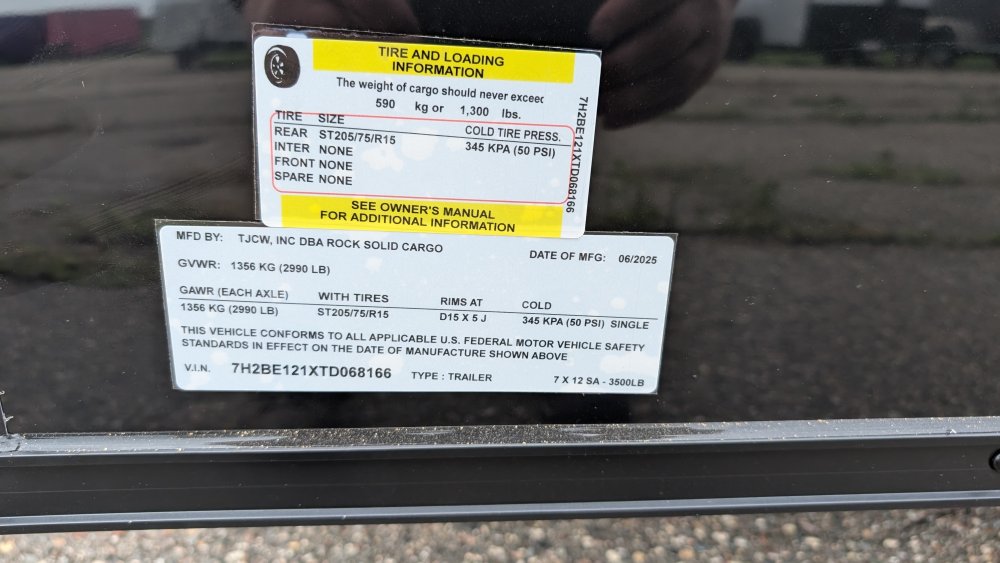 TIRE AND LOADING
INFORMATION
The weight of cargo should never exceed
590 kg or 1,300 lbs.
TIRE SIZE COLD TIRE PRESS.
REAR ST205/75/R15 345 KPA (50 PSI)
INTER NONE
FRONT NONE
SPARE NONE
SEE OWNER'S MANUAL
FOR ADDITIONAL INFORMATION
7H2BE121XTD068166
MFD BY: TJCW, INC DBA ROCK SOLID CARGO DATE OF MFG: 06/2025
GVWR: 1356 KG (2990 LB)
GAWR (EACH AXLE) WITH TIRES RIMS AT COLD
1356 KG (2990 LB) ST205/75/R15 D15 X 5 J 345 KPA (50 PSI) SINGLE
THIS VEHICLE CONFORMS TO ALL APPLICABLE U.S. FEDERAL MOTOR VEHICLE SAFETY
STANDARDS IN EFFECT ON THE DATE OF MANUFACTURE SHOWN ABOVE
V.I.N. 7H2BE121XTD068166 TYPE : TRAILER 7 X 12 SA - 3500LB